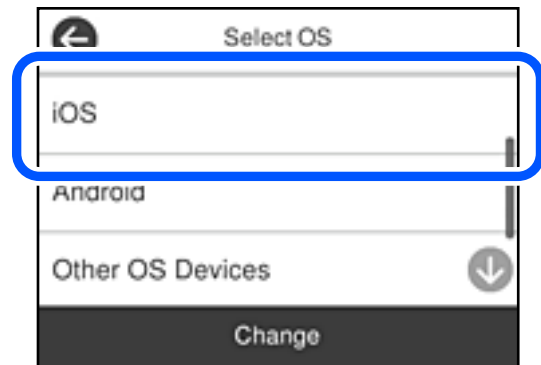 Select OS
iOS
Android
Other OS Devices
Change